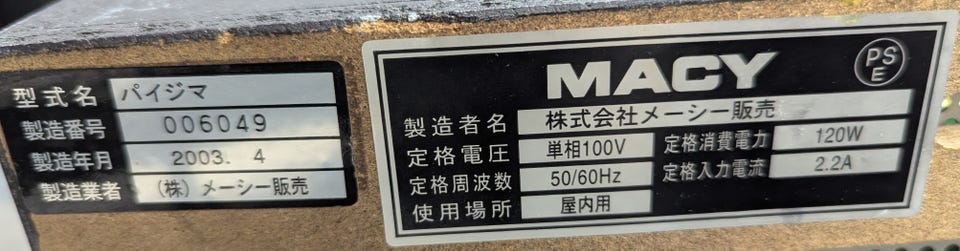 型式名 パイジマ
製造番号 006049
製造年月 2003. 4
製造業者 (株) メーシー販売
MACY
PS
E
製造者名 株式会社メーシー販売
定格電圧 単相100V 定格消費電力 120W
定格周波数 50/60Hz 定格入力電流 2.2A
使用場所 屋内用